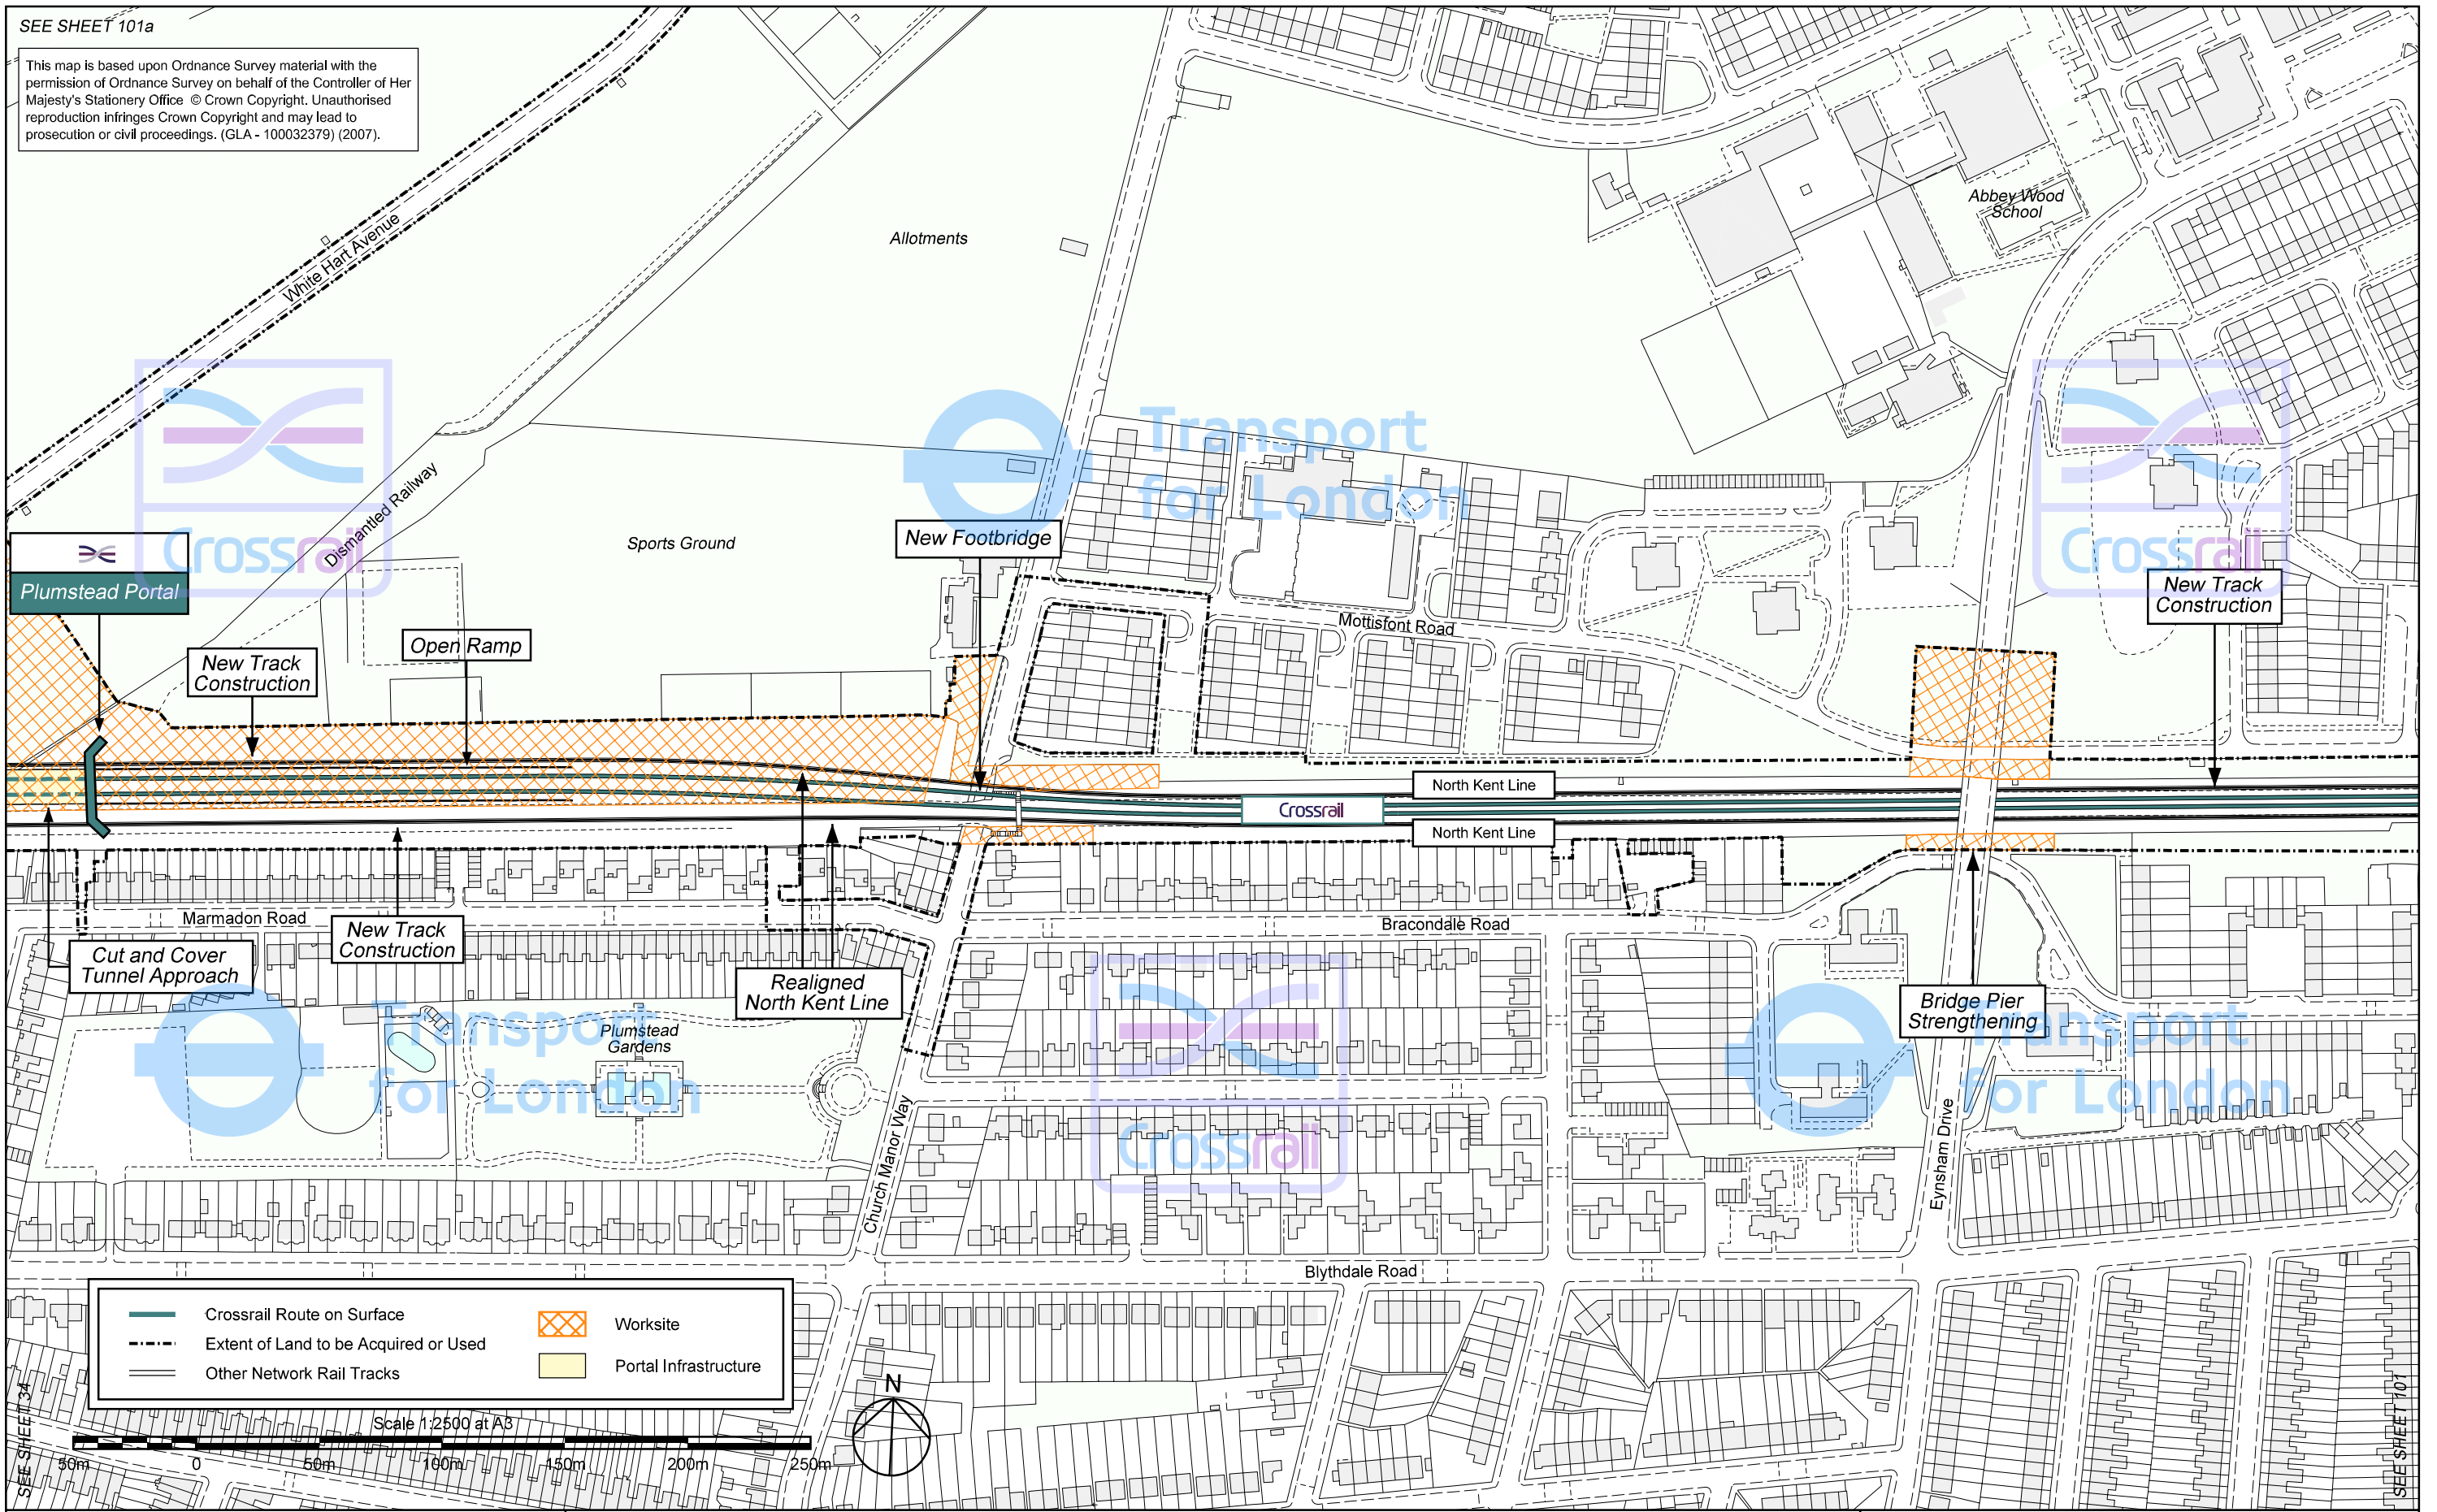 SEE SHEET 101a
This map is based upon Ordnance Survey material with the
permission of Ordnance Survey on behalf of the Controller of Her
Majesty's Stationery Office © Crown Copyright. Unauthorised
reproduction infringes Crown Copyright and may lead to
prosecution or civil proceedings. (GLA - 100032379) (2007).
White Hart Avenue
Allotments
Abbey Wood
School
Crossrail
Transport
for London
Crossrail
Dismantled Railway
Sports Ground
New Footbridge
Plumstead Portal
New Track
Construction
Open Ramp
Mottisfont Road
New Track
Construction
North Kent Line
Crossrail
North Kent Line
Marmadon Road
Bracondale Road
Cut and Cover
Tunnel Approach
New Track
Construction
Realigned
North Kent Line
Bridge Pier
Strengthening
Transport
for London
Plumstead
Gardens
Crossrail
Transport
for London
Church Manor Way
Eynsham Drive
Blythdale Road
Crossrail Route on Surface
Extent of Land to be Acquired or Used
Other Network Rail Tracks
Worksite
Portal Infrastructure
N
Scale 1:2500 at A3
50m 0 50m 100m 150m 200m 250m
SEE SHEET 34
SEE SHEET 101